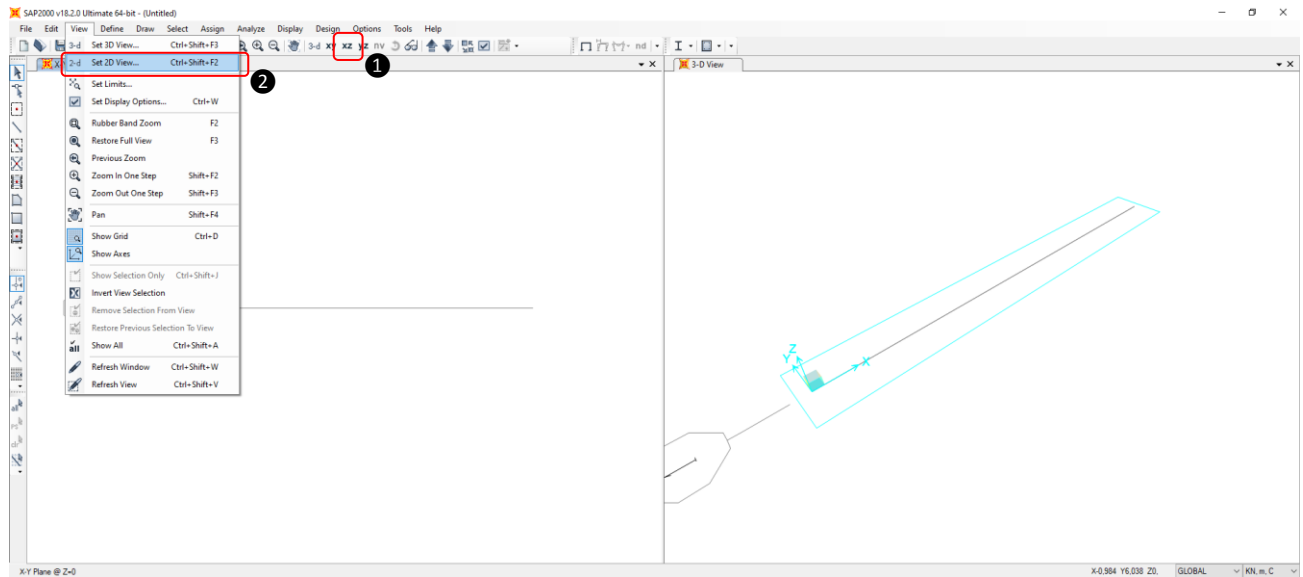 SAP2000 v18.2.0 Ultimate 64-bit - (Untitled)
File Edit View Define Draw Select Assign Analyze Display Design Options Tools Help
3-d xy xz yz nv nd
1
X
3-D View
3-d Set 3D View... Ctrl+Shift+F3
2-d Set 2D View... Ctrl+Shift+F2
2
Set Limits...
Set Display Options... Ctrl+W
Rubber Band Zoom F2
Restore Full View F3
Previous Zoom
Zoom In One Step Shift+F2
Zoom Out One Step Shift+F3
Pan Shift+F4
Show Grid Ctrl+D
Show Axes
Show Selection Only Ctrl+Shift+J
Invert View Selection
Remove Selection From View
Restore Previous Selection To View
all Show All Ctrl+Shift+A
Refresh Window Ctrl+Shift+W
Refresh View Ctrl+Shift+V
Z
Y
X
all
X-Y Plane @ Z=0
X-0,984 Y6,038 Z0, GLOBAL KN, m, C